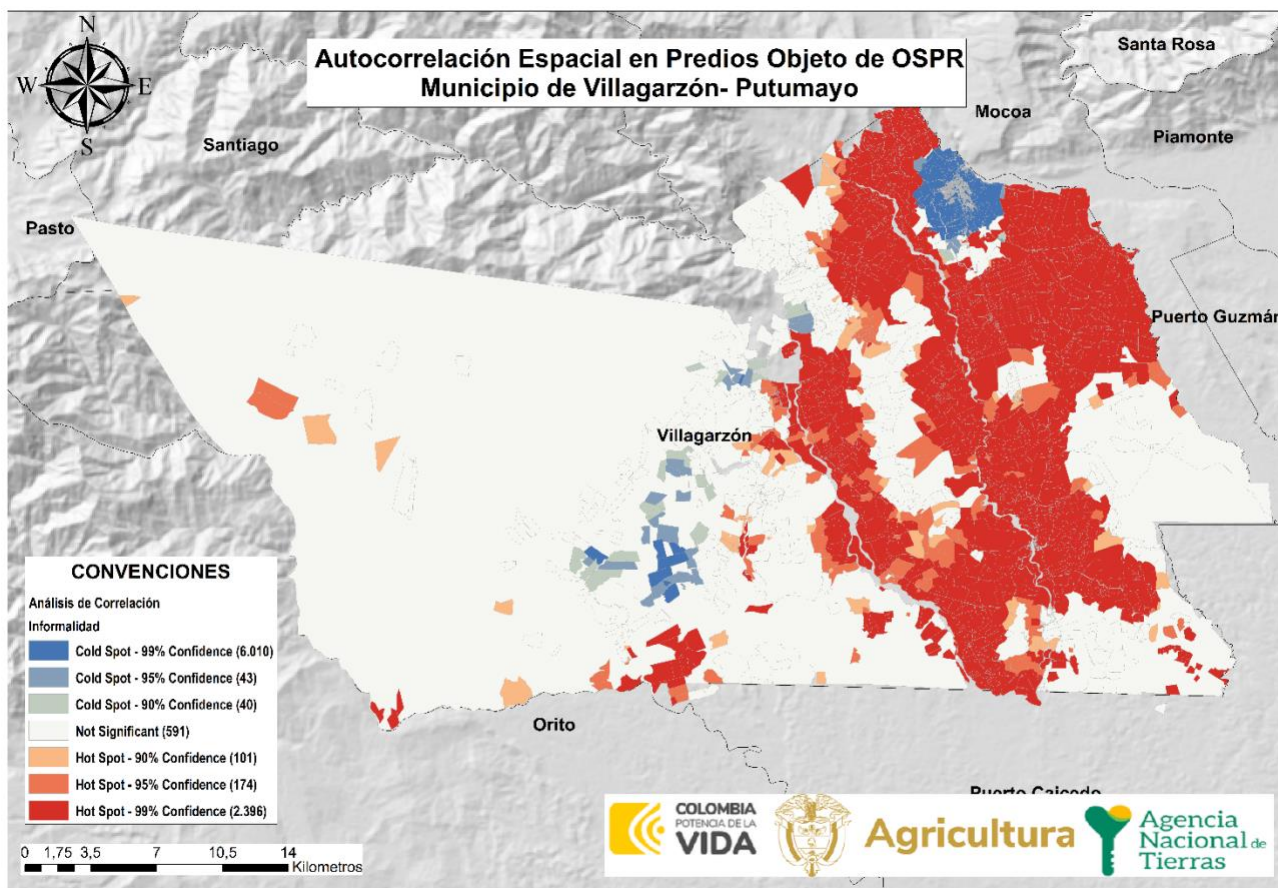 Autocorrelación Espacial en Predios Objeto de OSPR
Municipio de Villagarzón- Putumayo
N
W E
S
Santa Rosa
Mocoa
Piamonte
Santiago
Pasto
Puerto Guzmán
Villagarzón
Orito
Puerto Caicedo
CONVENCIONES
Análisis de Correlación
Informalidad
Cold Spot - 99% Confidence (6.010)
Cold Spot - 95% Confidence (43)
Cold Spot - 90% Confidence (40)
Not Significant (591)
Hot Spot - 90% Confidence (101)
Hot Spot - 95% Confidence (174)
Hot Spot - 99% Confidence (2.396)
0 1,75 3,5 7 10,5 14
Kilometros
COLOMBIA
POTENCIA DE LA
VIDA
Agricultura
Agencia
Nacional de
Tierras